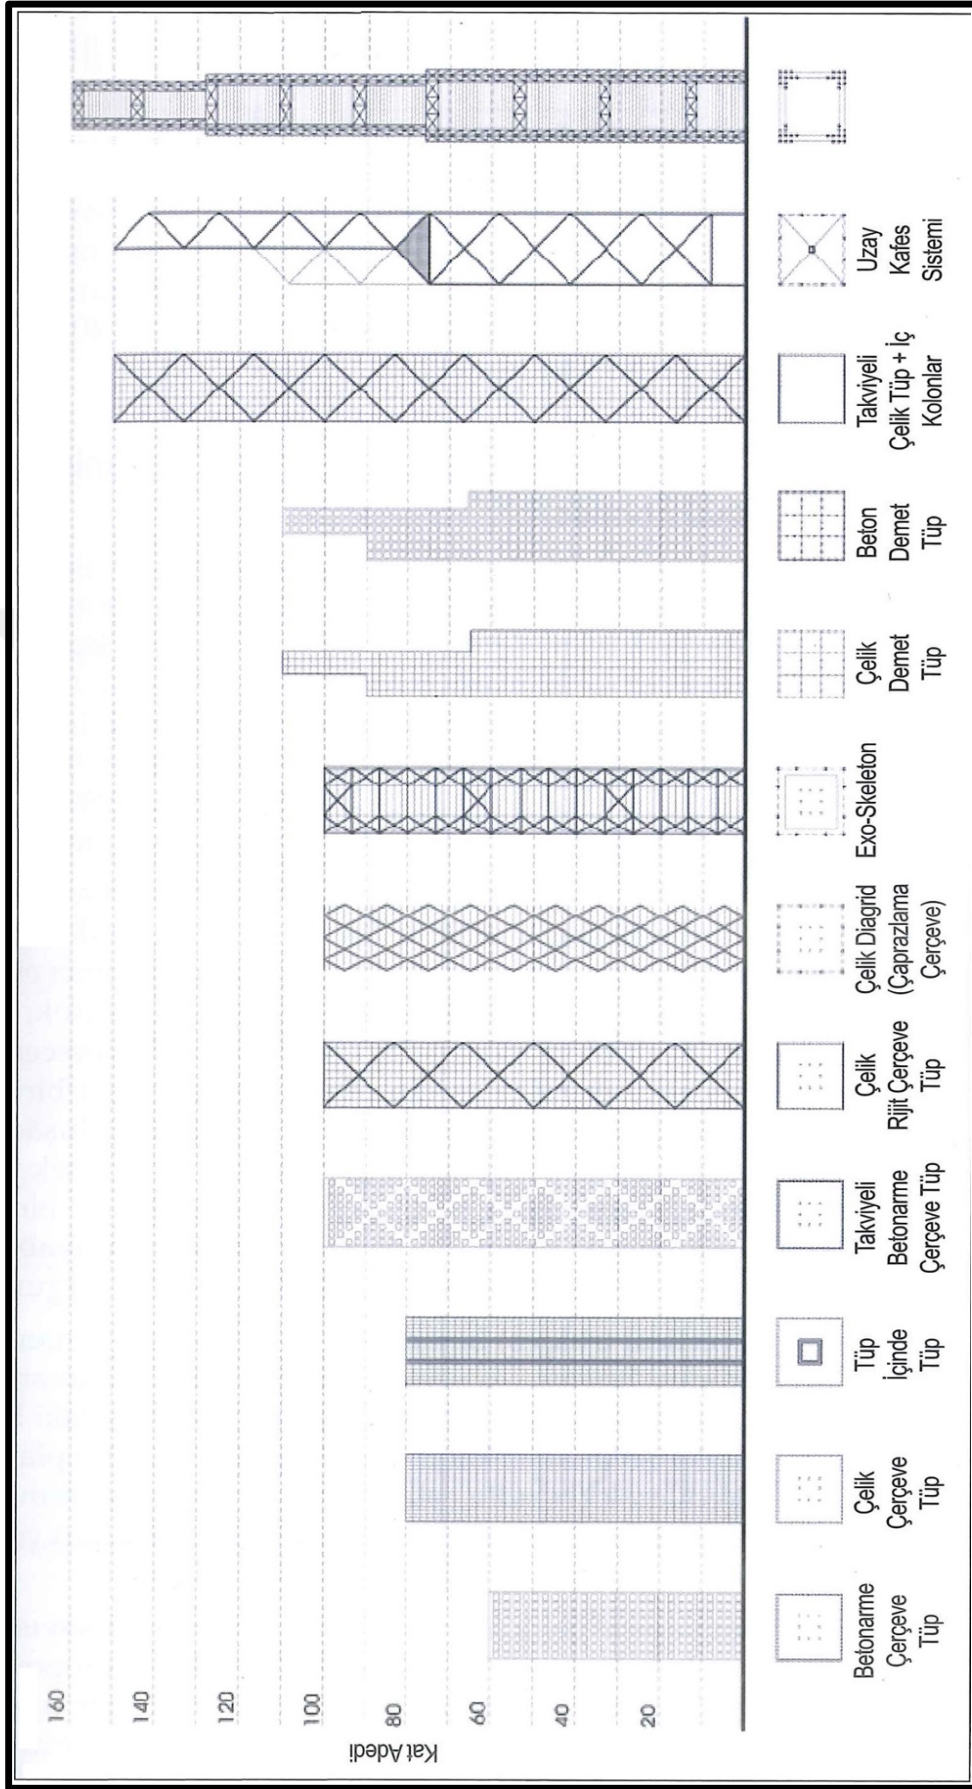 Kat Adedi
160
140
120
100
80
60
40
20
Betonarme
Çerçeve
Tüp
Çelik
Çerçeve
Tüp
Tüp
İçinde
Tüp
Takviyeli
Betonarme
Çerçeve Tüp
Çelik
Rijit Çerçeve
Tüp
Çelik Diagrid
(Çaprazlama
Çerçeve)
Exo-Skeleton
Çelik
Demet
Tüp
Beton
Demet
Tüp
Takviyeli
Çelik Tüp + İç
Kolonlar
Uzay
Kafes
Sistemi